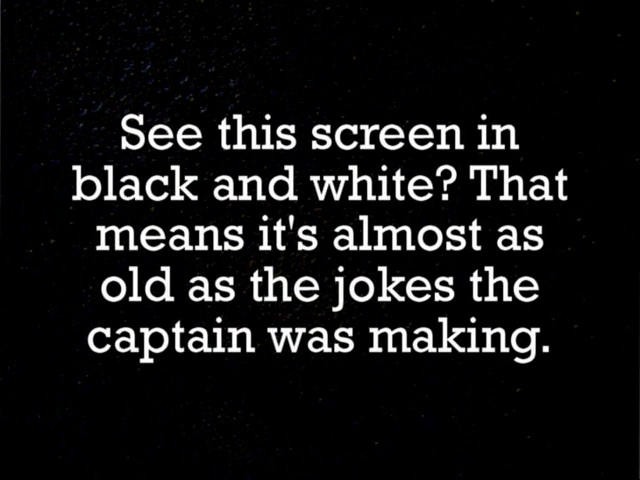 See this screen in
black and white? That
means it's almost as
old as the jokes the
captain was making.